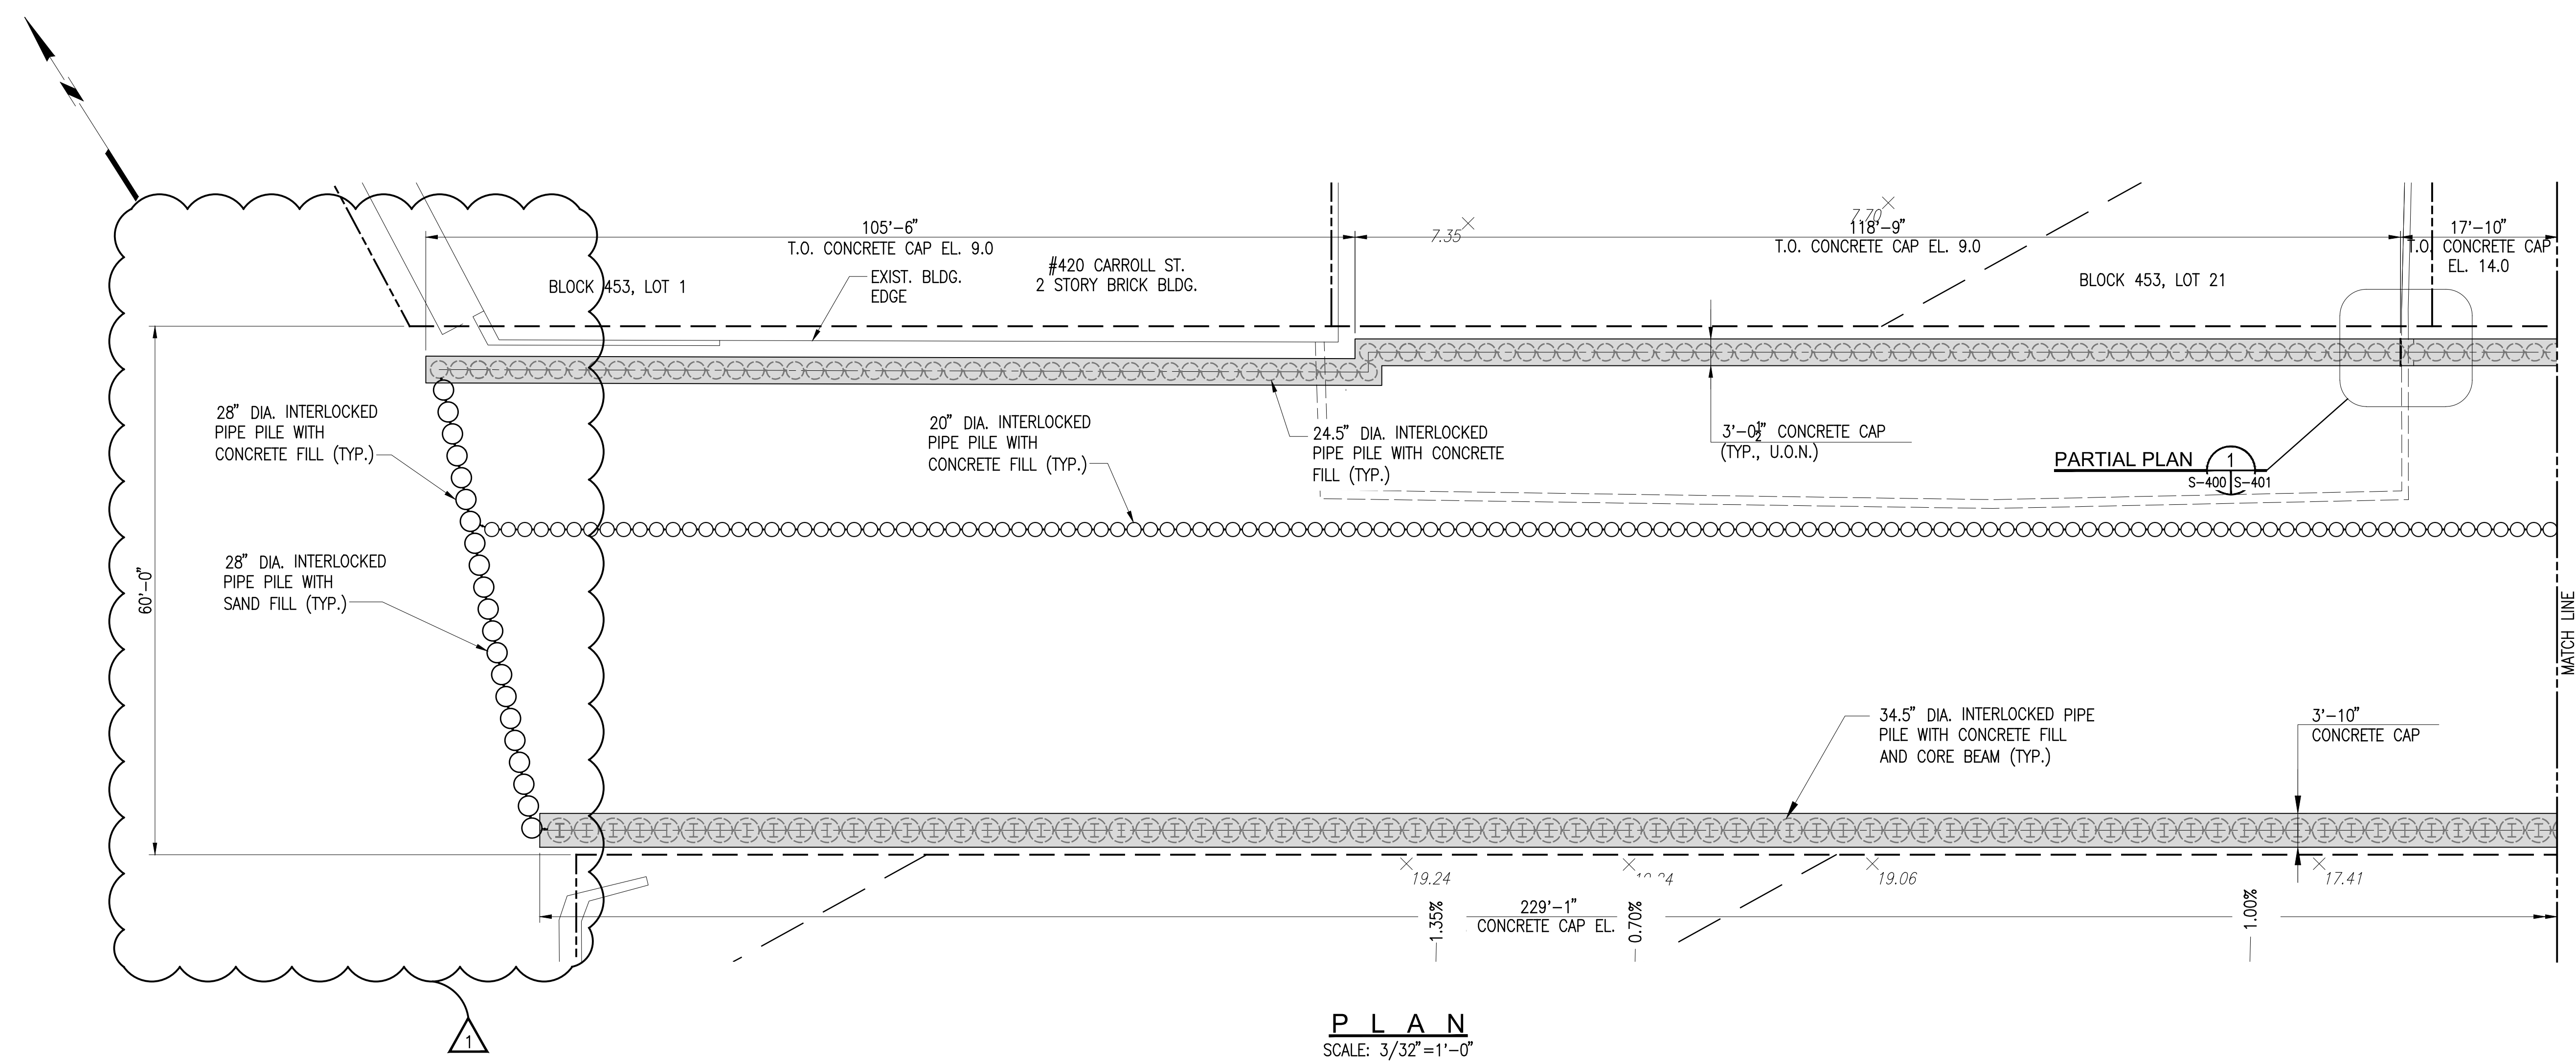 105'-6"
T.O. CONCRETE CAP EL. 9.0
7.35
7.70
118'-9"
T.O. CONCRETE CAP EL. 9.0
17'-10"
T.O. CONCRETE CAP
EL. 14.0
BLOCK 453, LOT 1
EXIST. BLDG.
EDGE
#420 CARROLL ST.
2 STORY BRICK BLDG.
BLOCK 453, LOT 21
28" DIA. INTERLOCKED
PIPE PILE WITH
CONCRETE FILL (TYP.)
20" DIA. INTERLOCKED
PIPE PILE WITH
CONCRETE FILL (TYP.)
24.5" DIA. INTERLOCKED
PIPE PILE WITH CONCRETE
FILL (TYP.)
3'-0½" CONCRETE CAP
(TYP., U.O.N.)
PARTIAL PLAN
1
S-400
S-401
28" DIA. INTERLOCKED
PIPE PILE WITH
SAND FILL (TYP.)
60'-0"
MATCH LINE
34.5" DIA. INTERLOCKED PIPE
PILE WITH CONCRETE FILL
AND CORE BEAM (TYP.)
3'-10"
CONCRETE CAP
19.24
19.06
17.41
229'-1"
CONCRETE CAP EL.
1.35%
0.70%
1.00%
1
PLAN
SCALE: 3/32"=1'-0"